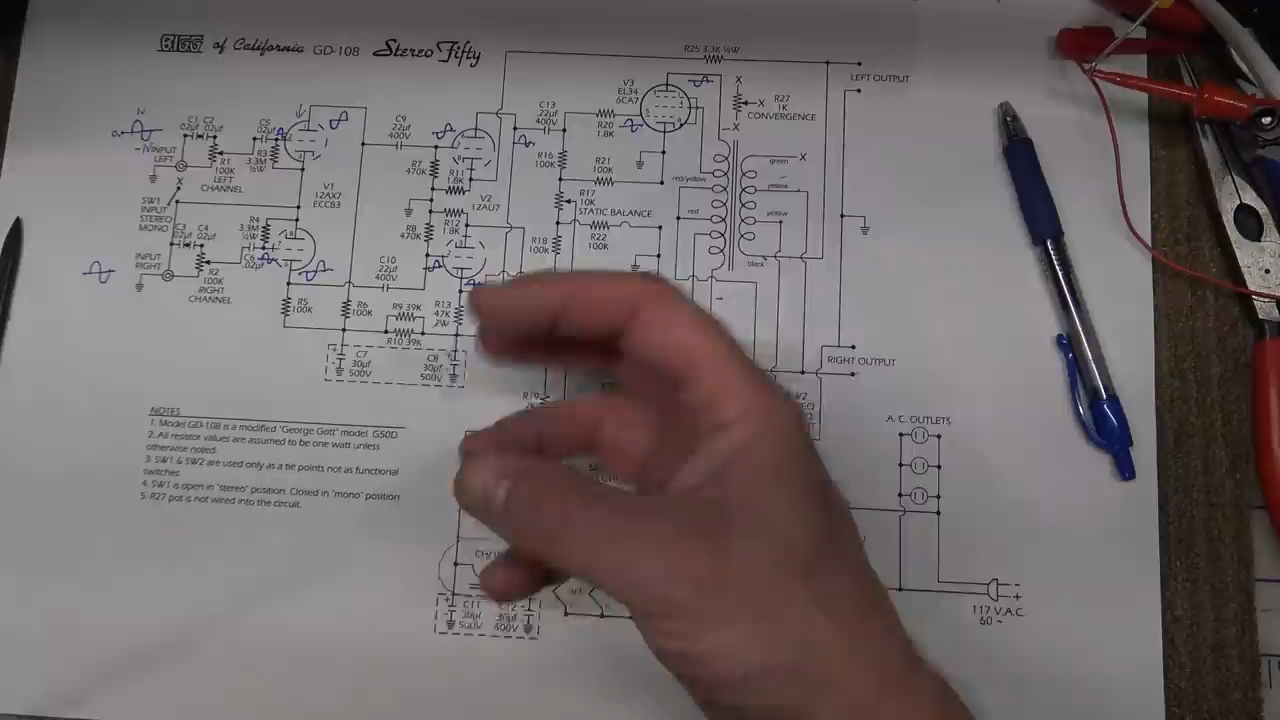 BIGG of California GD-108 Stereo Fifty
R25 3.3K ½W
LEFT OUTPUT
V3
EL34
6CA7
X
X
R27
1K
CONVERGENCE
X
C13
.22µf
400V
R20
1.8K
C9
.22µf
400V
C1 C2
.02µf .02µf
C5
.02µf
R3
3.3M
½W
INPUT
LEFT
R1
100K
LEFT
CHANNEL
V1
12AX7
ECC83
R7
470K
R11
1.8K
V2
12AU7
R16
100K
R21
100K
R17
10K
STATIC BALANCE
red/yellow
green
X
yellow
red
yellow
black
X
SW1
INPUT
STEREO
MONO
R4
3.3M
½W
C3 C4
.02µf .02µf
C6
.02µf
INPUT
RIGHT
R2
100K
RIGHT
CHANNEL
R12
1.8K
R8
470K
R18
100K
R22
100K
C10
.22µf
400V
R5
100K
R6
100K
R9 39K
R10 39K
R13
47K
2W
C7
30µf
500V
C8
30µf
500V
RIGHT OUTPUT
R19
NOTES
1. Model GD-108 is a modified "George Gott" model G50D
2. All resistor values are assumed to be one watt unless
otherwise noted.
3. SW1 & SW2 are used only as a tie points not as functional
switches.
4. SW1 is open in "stereo" position. Closed in "mono" position
5. R27 pot is not wired into the circuit.
A.C. OUTLETS
C11
30µf
500V
C12
30µf
500V
117 V.A.C.
60 ~